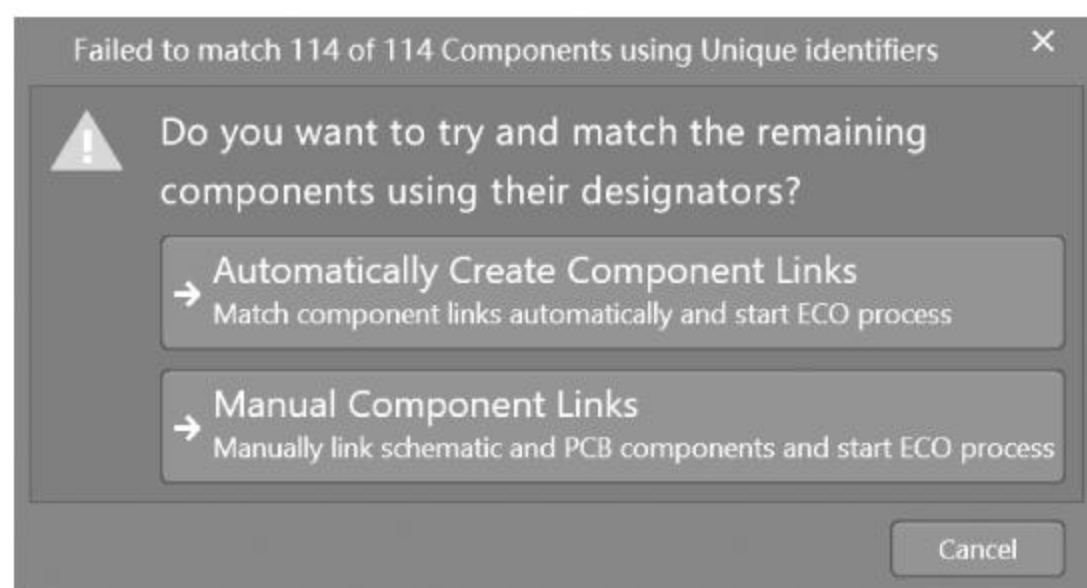 Failed to match 114 of 114 Components using Unique identifiers
Do you want to try and match the remaining
components using their designators?
Automatically Create Component Links
Match component links automatically and start ECO process
Manual Component Links
Manually link schematic and PCB components and start ECO process
Cancel